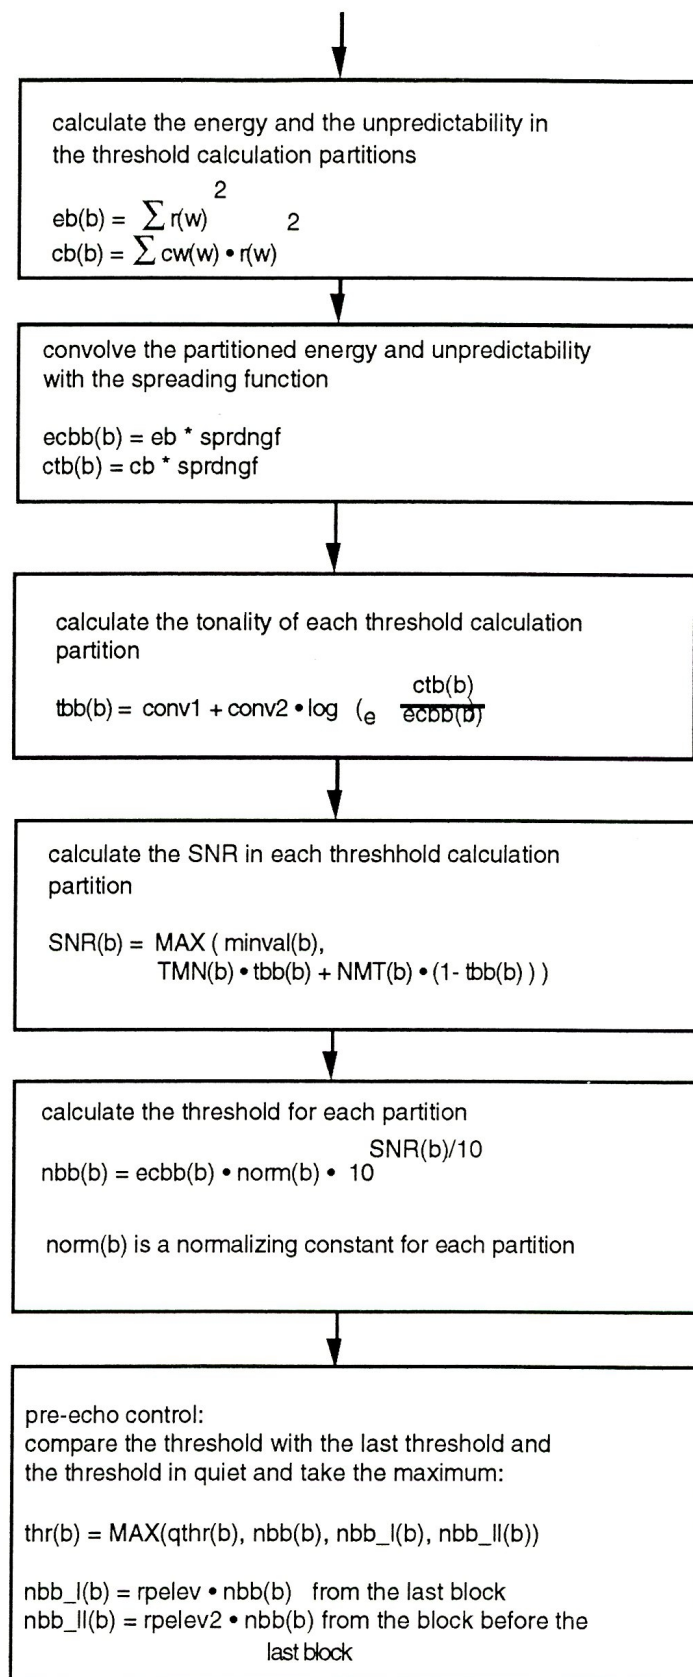 calculate the energy and the unpredictability in
the threshold calculation partitions
eb(b) = ∑ r(w)²
cb(b) = ∑ cw(w) • r(w)²
convolve the partitioned energy and unpredictability
with the spreading function
ecbb(b) = eb * sprdngf
ctb(b) = cb * sprdngf
calculate the tonality of each threshold calculation
partition
tbb(b) = conv1 + conv2 • log (e ctb(b)
ecbb(b)
calculate the SNR in each threshhold calculation
partition
SNR(b) = MAX ( minval(b),
TMN(b) • tbb(b) + NMT(b) • (1- tbb(b) ) )
calculate the threshold for each partition
nbb(b) = ecbb(b) • norm(b) • 10 SNR(b)/10
norm(b) is a normalizing constant for each partition
pre-echo control:
compare the threshold with the last threshold and
the threshold in quiet and take the maximum:
thr(b) = MAX(qthr(b), nbb(b), nbb_l(b), nbb_ll(b))
nbb_l(b) = rpelev • nbb(b) from the last block
nbb_ll(b) = rpelev2 • nbb(b) from the block before the
last block